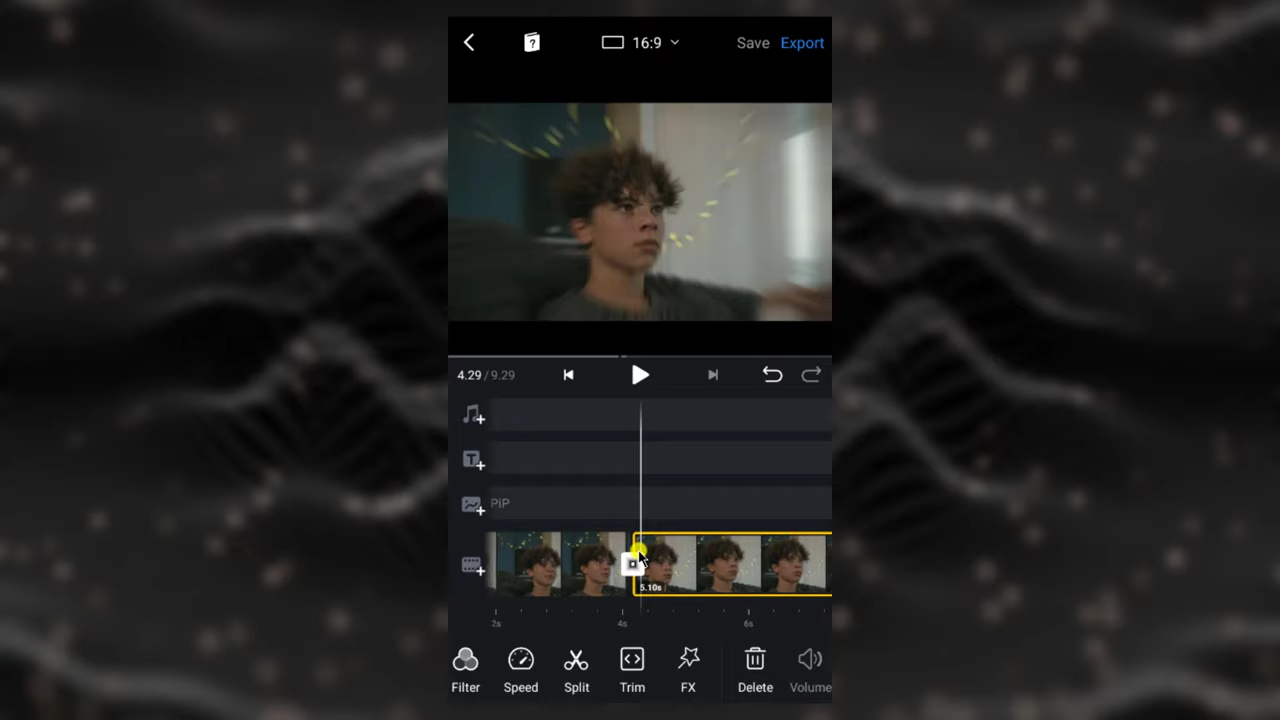 ?
16:9
Save
Export
4.29 / 9.29
T
PiP
5.10s
2s
4s
6s
Filter
Speed
Split
Trim
FX
Delete
Volume